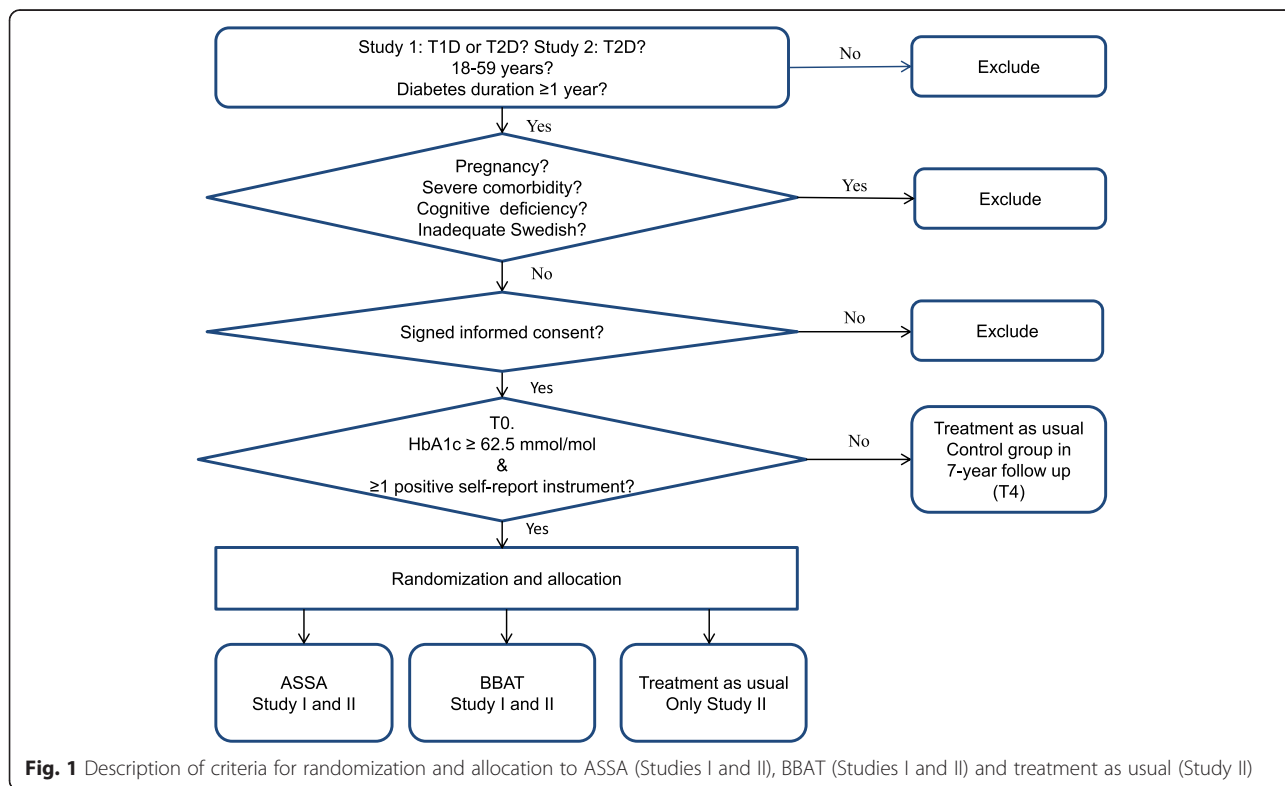 Study 1: T1D or T2D? Study 2: T2D?
18-59 years?
Diabetes duration ≥1 year?
No
Exclude
Yes
Pregnancy?
Severe comorbidity?
Cognitive deficiency?
Inadequate Swedish?
Yes
Exclude
No
Signed informed consent?
No
Exclude
Yes
T0.
HbA1c ≥ 62.5 mmol/mol
&
≥1 positive self-report instrument?
No
Treatment as usual
Control group in
7-year follow up
(T4)
Yes
Randomization and allocation
ASSA
Study I and II
BBAT
Study I and II
Treatment as usual
Only Study II
Fig. 1 Description of criteria for randomization and allocation to ASSA (Studies I and II), BBAT (Studies I and II) and treatment as usual (Study II)